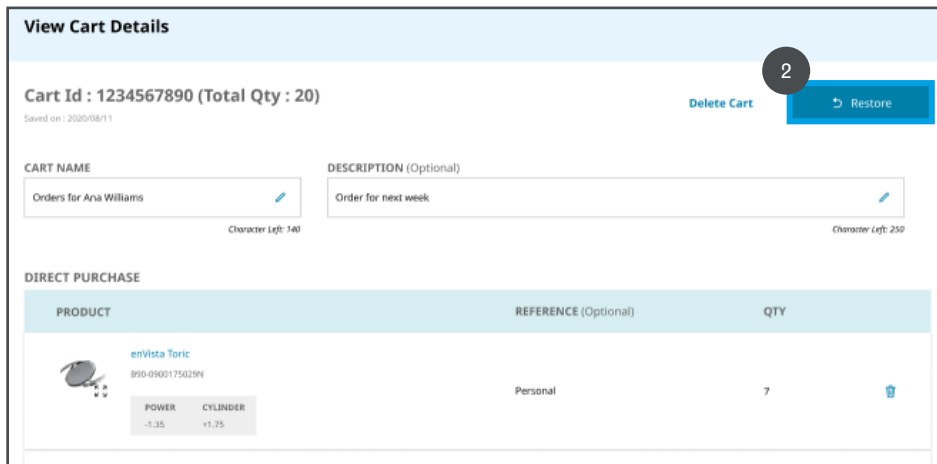 View Cart Details
2
Cart Id : 1234567890 (Total Qty : 20)
Delete Cart
Restore
Saved on : 2020/08/11
CART NAME
DESCRIPTION (Optional)
Orders for Ana Williams
Order for next week
Character Left: 140
Character Left: 250
DIRECT PURCHASE
PRODUCT
REFERENCE (Optional)
QTY
enVista Toric
890-0900175029N
Personal
7
POWER
CYLINDER
-1.35
+1.75